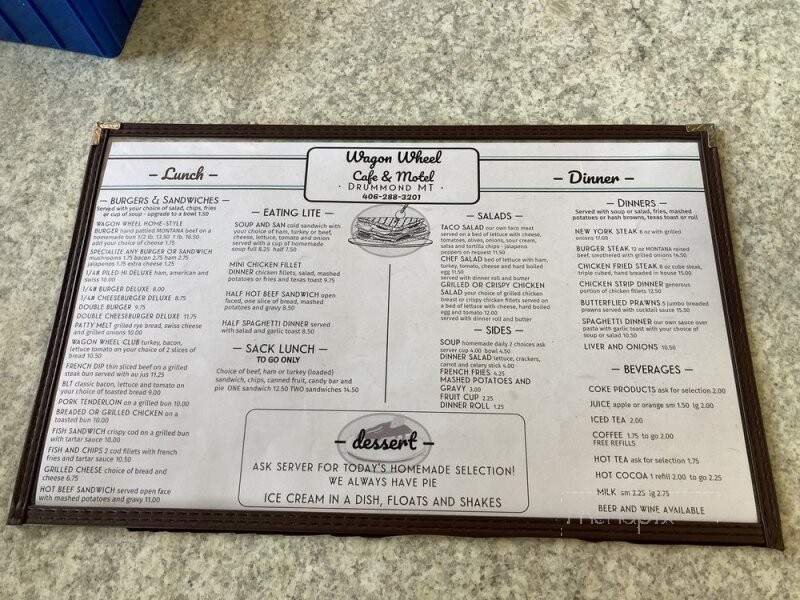 Wagon Wheel
Cafe & Motel
· DRUMMOND MT ·
406-288-3201
– Lunch –
– BURGERS & SANDWICHES –
Served with your choice of salad, chips, fries
or cup of soup - upgrade to a bowl 1.50
WAGON WHEEL HOME-STYLE
BURGER hand pattied MONTANA beef on a
homemade bun 1/2 lb. 13.50 1 lb. 16.50
add your choice of cheese 1.75
SPECIALIZE ANY BURGER OR SANDWICH
mushrooms 1.75 bacon 2.75 ham 2.75
jalapenos 1.75 extra cheese 1.25
1/4# PILED HI DELUXE ham, american and
swiss 10.00
1/4# BURGER DELUXE 8.00
1/4# CHEESEBURGER DELUXE 8.75
DOUBLE BURGER 9.75
DOUBLE CHEESEBURGER DELUXE 11.75
PATTY MELT grilled rye bread, swiss cheese
and grilled onions 10.00
WAGON WHEEL CLUB turkey, bacon,
lettuce tomato on your choice of 2 slices of
bread 10.50
FRENCH DIP thin sliced beef on a grilled
steak bun served with au jus 11.25
BLT classic bacon, lettuce and tomato on
your choice of toasted bread 9.00
PORK TENDERLOIN on a grilled bun 10.00
BREADED OR GRILLED CHICKEN on a
toasted bun 10.00
FISH SANDWICH crispy cod on a grilled bun
with tartar sauce 10.00
FISH AND CHIPS 2 cod fillets with french
fries and tartar sauce 10.50
GRILLED CHEESE choice of bread and
cheese 6.75
HOT BEEF SANDWICH served open face
with mashed potatoes and gravy 11.00
– EATING LITE –
SOUP AND SAN cold sandwich with
your choice of ham, turkey or beef,
cheese, lettuce, tomato and onion
served with a cup of homemade
soup full 8.25 half 7.50
MINI CHICKEN FILLET
DINNER chicken fillets, salad, mashed
potatoes or fries and texas toast 9.75
HALF HOT BEEF SANDWICH open
faced, one slice of bread, mashed
potatoes and gravy 8.50
HALF SPAGHETTI DINNER served
with salad and garlic toast 8.50
– SACK LUNCH –
TO GO ONLY
Choice of beef, ham or turkey (loaded)
sandwich, chips, canned fruit, candy bar and
pie ONE sandwich 12.50 TWO sandwiches 14.50
– SALADS –
TACO SALAD our own taco meat
served on a bed of lettuce with cheese,
tomatoes, olives, onions, sour cream,
salsa and tortilla chips - jalapeno
poppers on request 11.50
CHEF SALAD bed of lettuce with ham,
turkey, tomato, cheese and hard boiled
egg 11.50
served with dinner roll and butter
GRILLED OR CRISPY CHICKEN
SALAD your choice of grilled chicken
breast or crispy chicken fillets served on
a bed of lettuce with cheese, hard boiled
egg and tomato 12.00
served with dinner roll and butter
– SIDES –
SOUP homemade daily 2 choices ask
server cup 4.00 bowl 4.50
DINNER SALAD lettuce, crackers,
carrot and celery stick 4.00
FRENCH FRIES 4.25
MASHED POTATOES AND
GRAVY 3.00
FRUIT CUP 2.25
DINNER ROLL 1.25
– dessert –
ASK SERVER FOR TODAY'S HOMEMADE SELECTION!
WE ALWAYS HAVE PIE
ICE CREAM IN A DISH, FLOATS AND SHAKES
– Dinner –
– DINNERS –
Served with soup or salad, fries, mashed
potatoes or hash browns, texas toast or roll
NEW YORK STEAK 8 oz with grilled
onions 17.00
BURGER STEAK 12 oz MONTANA raised
beef, smothered with grilled onions 14.50
CHICKEN FRIED STEAK 8 oz cube steak,
triple cubed, hand breaded in house 15.00
CHICKEN STRIP DINNER generous
portion of chicken fillets 12.50
BUTTERFLIED PRAWNS 5 jumbo breaded
prawns served with cocktail sauce 15.50
SPAGHETTI DINNER our own sauce over
pasta with garlic toast with your choice of
soup or salad 10.50
LIVER AND ONIONS 10.50
– BEVERAGES –
COKE PRODUCTS ask for selection 2.00
JUICE apple or orange sm 1.50 lg 2.00
ICED TEA 2.00
COFFEE 1.75 to go 2.00
FREE REFILLS
HOT TEA ask for selection 1.75
HOT COCOA 1 refill 2.00 to go 2.25
MILK sm 2.25 lg 2.75
BEER AND WINE AVAILABLE
menupix